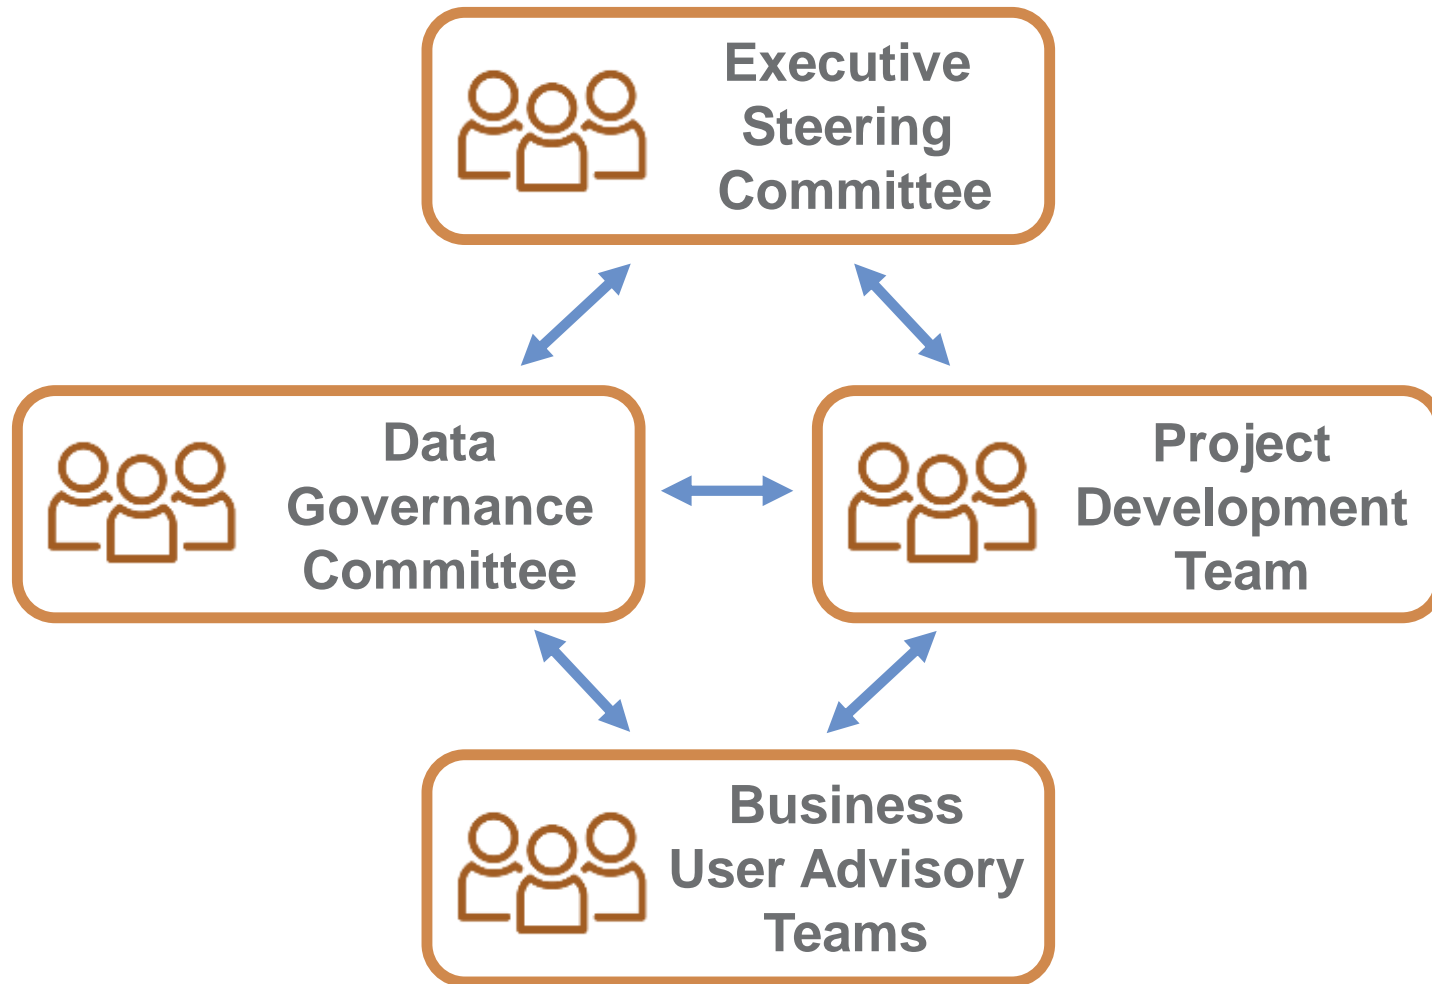 Executive
Steering
Committee
Data
Governance
Committee
Project
Development
Team
Business
User Advisory
Teams